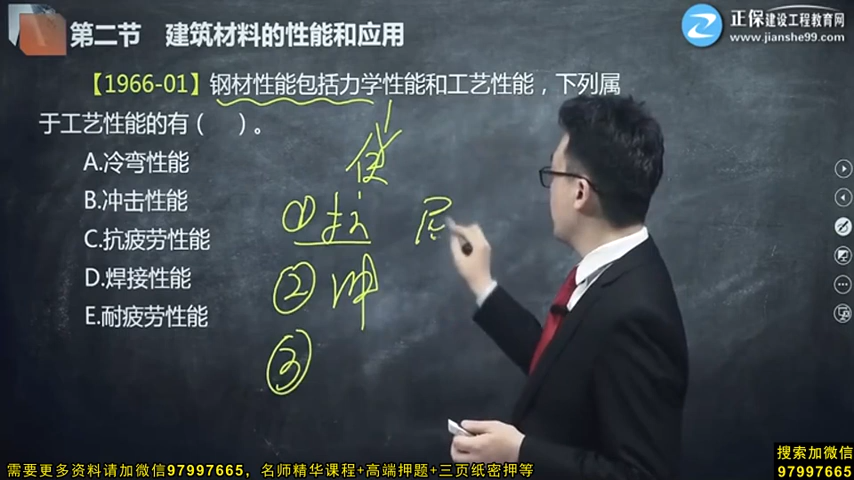 第二节 建筑材料的性能和应用
正保建设工程教育网
www.jianshe99.com
【1966-01】钢材性能包括力学性能和工艺性能，下列属
于工艺性能的有（ ）。
A.冷弯性能
B.冲击性能
C.抗疲劳性能
D.焊接性能
E.耐疲劳性能
使
① 拉
② 冲
③
搜索加微信
97997665
需要更多资料请加微信97997665，名师精华课程+高端押题+三页纸密押等